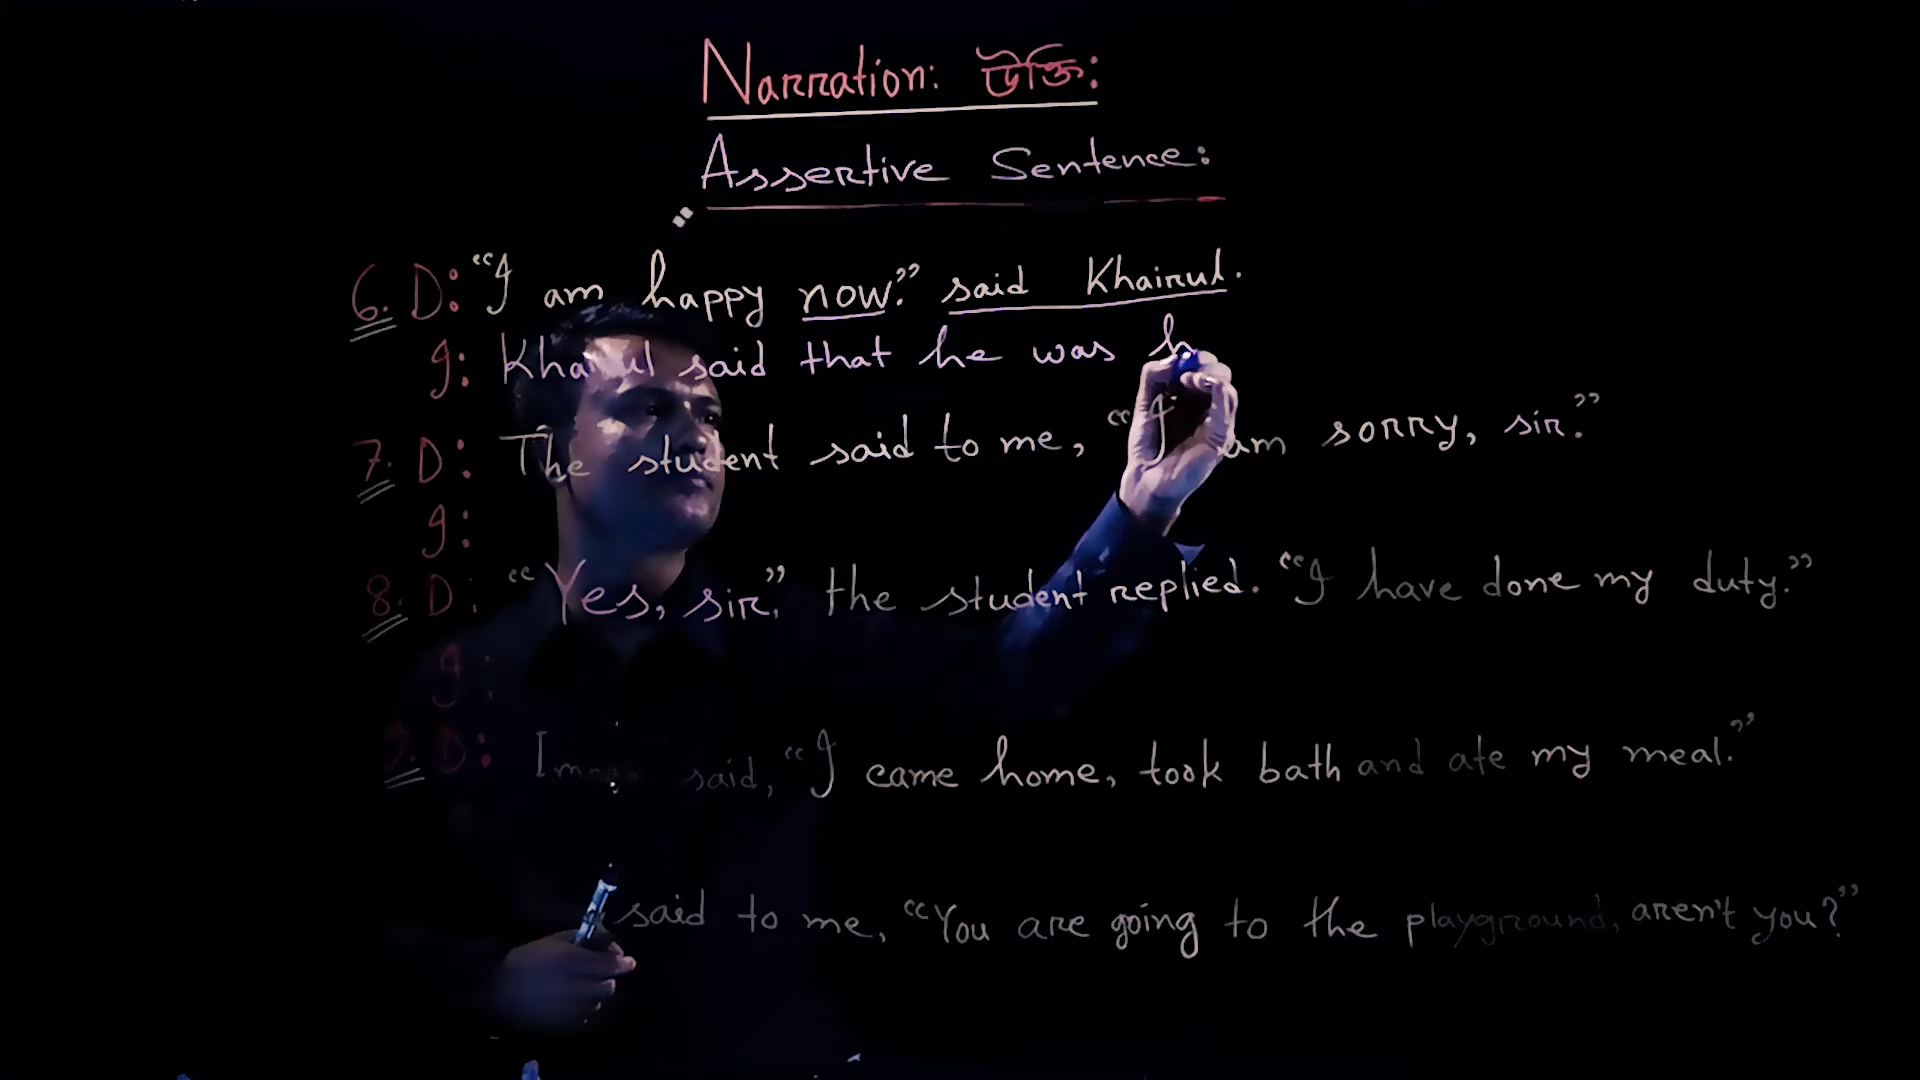 Narration: উক্তি:
Assertive Sentence:
6. D: “I am happy now.” said Khairul.
I: Khairul said that he was h
7. D: The student said to me, “I am sorry, sir.”
I:
8. D: “Yes, sir,” the student replied. “I have done my duty.”
I:
9. D: said, “I came home, took bath and ate my meal.”
said to me, “You are going to the playground, aren't you?”